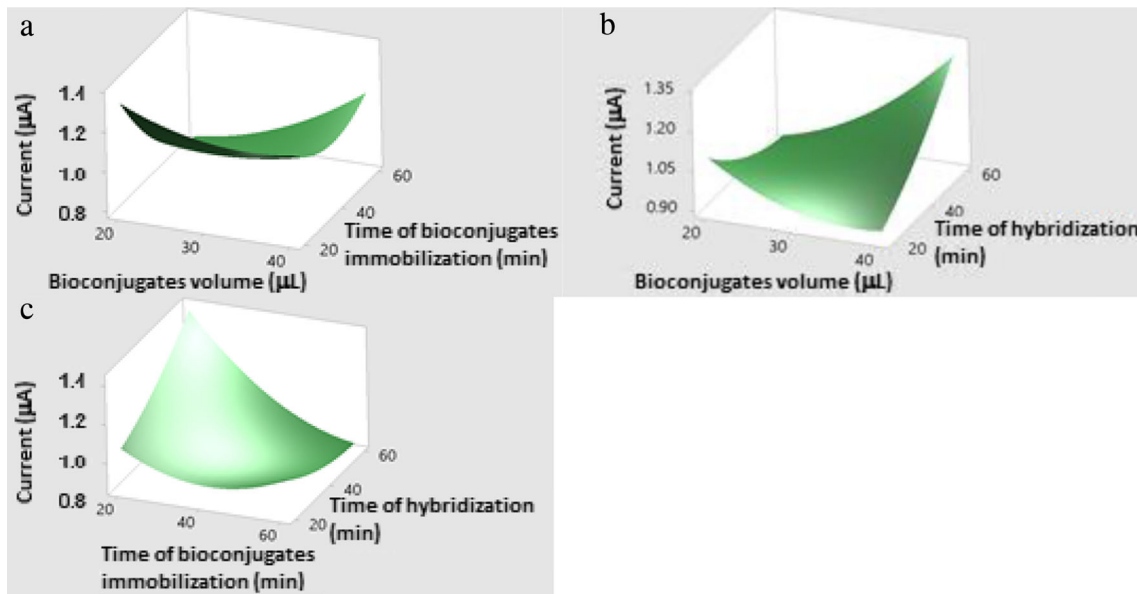 a
Current (µA)
1.4
1.2
1.0
0.8
20
30
40
20
40
60
Bioconjugates volume (µL)
Time of bioconjugates
immobilization (min)
b
Current (µA)
1.35
1.20
1.05
0.90
20
30
40
20
40
60
Bioconjugates volume (µL)
Time of hybridization
(min)
c
Current (µA)
1.4
1.2
1.0
0.8
20
40
60
20
40
60
Time of bioconjugates
immobilization (min)
Time of hybridization
(min)